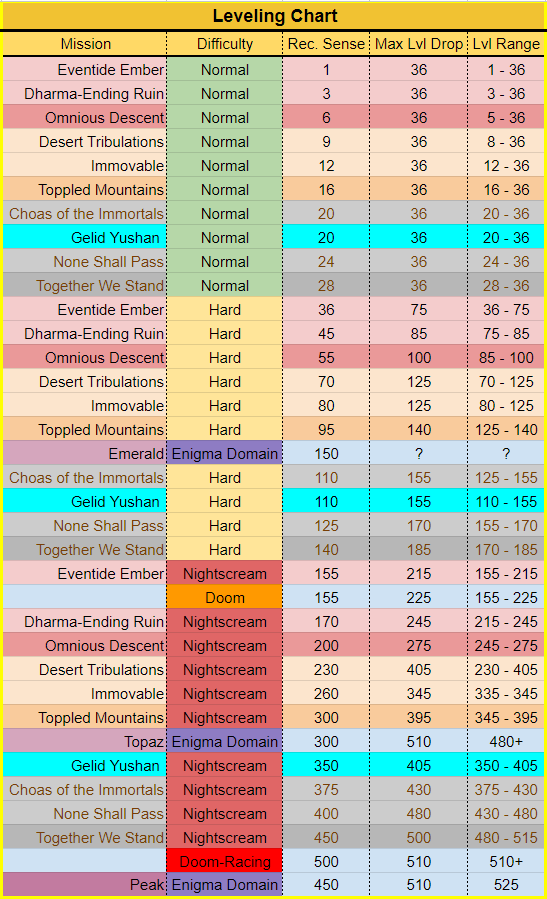 Leveling Chart
Mission Difficulty Rec. Sense Max Lvl Drop Lvl Range
Eventide Ember Normal 1 36 1 - 36
Dharma-Ending Ruin Normal 3 36 3 - 36
Omnious Descent Normal 6 36 5 - 36
Desert Tribulations Normal 9 36 8 - 36
Immovable Normal 12 36 12 - 36
Toppled Mountains Normal 16 36 16 - 36
Choas of the Immortals Normal 20 36 20 - 36
Gelid Yushan Normal 20 36 20 - 36
None Shall Pass Normal 24 36 24 - 36
Together We Stand Normal 28 36 28 - 36
Eventide Ember Hard 36 75 36 - 75
Dharma-Ending Ruin Hard 45 85 75 - 85
Omnious Descent Hard 55 100 85 - 100
Desert Tribulations Hard 70 125 70 - 125
Immovable Hard 80 125 80 - 125
Toppled Mountains Hard 95 140 125 - 140
Emerald Enigma Domain 150 ? ?
Choas of the Immortals Hard 110 155 125 - 155
Gelid Yushan Hard 110 155 110 - 155
None Shall Pass Hard 125 170 155 - 170
Together We Stand Hard 140 185 170 - 185
Eventide Ember Nightscream 155 215 155 - 215
Doom 155 225 155 - 225
Dharma-Ending Ruin Nightscream 170 245 215 - 245
Omnious Descent Nightscream 200 275 245 - 275
Desert Tribulations Nightscream 230 405 230 - 405
Immovable Nightscream 260 345 335 - 345
Toppled Mountains Nightscream 300 395 345 - 395
Topaz Enigma Domain 300 510 480+
Gelid Yushan Nightscream 350 405 350 - 405
Choas of the Immortals Nightscream 375 430 375 - 430
None Shall Pass Nightscream 400 480 430 - 480
Together We Stand Nightscream 450 500 480 - 515
Doom-Racing 500 510 510+
Peak Enigma Domain 450 510 525